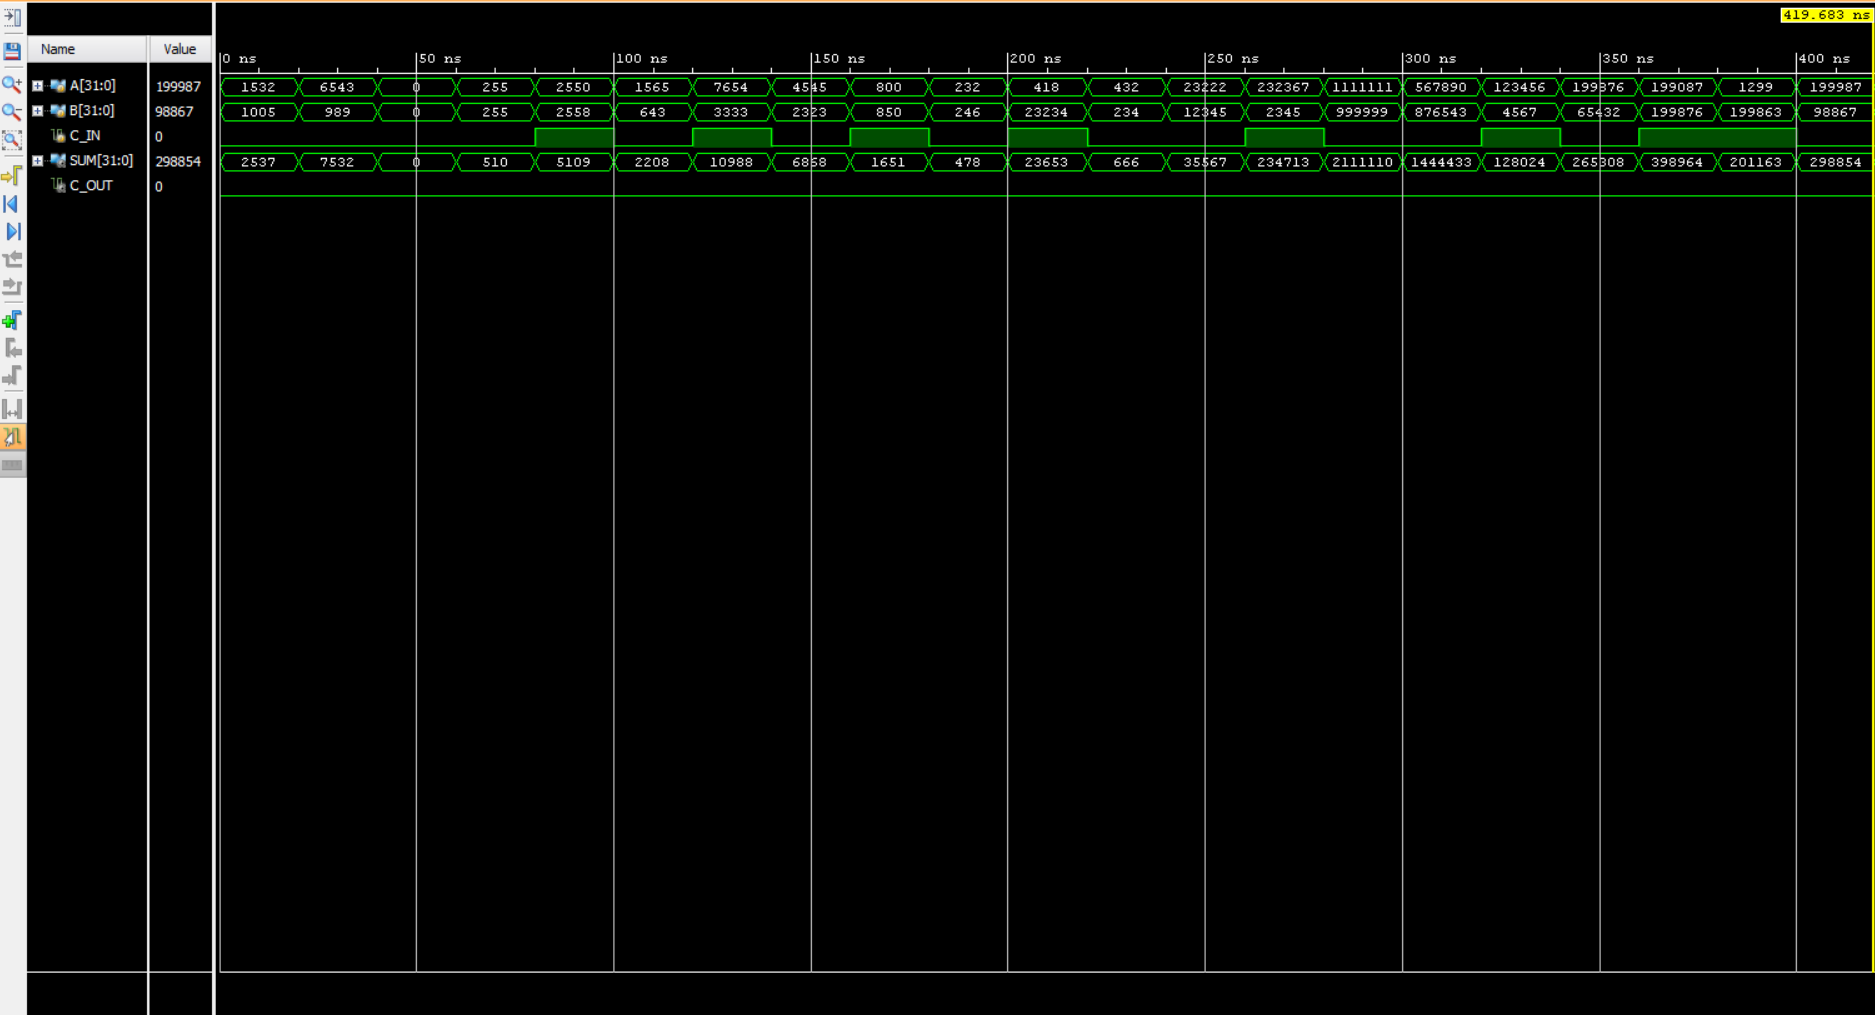 419.683 ns
Name Value
0 ns 50 ns 100 ns 150 ns 200 ns 250 ns 300 ns 350 ns 400 ns
A[31:0] 199987 1532 6543 0 255 2550 1565 7654 4545 800 232 418 432 23222 232367 1111111 567890 123456 199876 199087 1299 199987
B[31:0] 98867 1005 989 0 255 2558 643 3333 2323 850 246 23234 234 12345 2345 999999 876543 4567 65432 199876 199863 98867
C_IN 0
SUM[31:0] 298854 2537 7532 0 510 5109 2208 10988 6868 1651 478 23653 666 35567 234713 2111110 1444433 128024 265308 398964 201163 298854
C_OUT 0